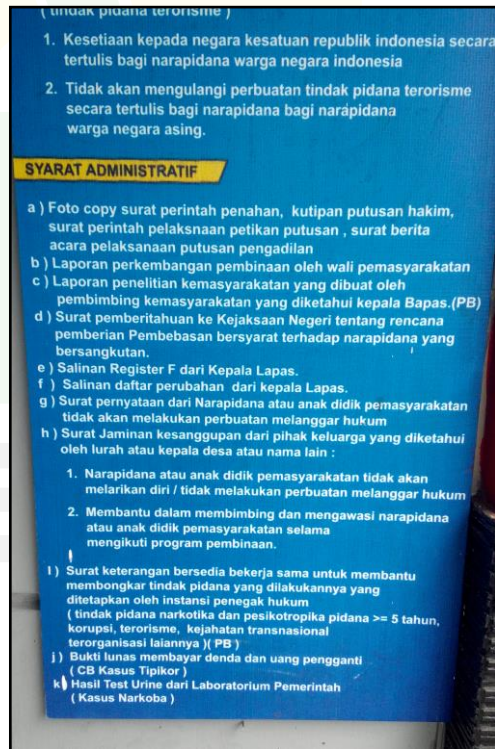 ( tindak pidana terorisme )
1. Kesetiaan kepada negara kesatuan republik indonesia secara
tertulis bagi narapidana warga negara indonesia
2. Tidak akan mengulangi perbuatan tindak pidana terorisme
secara tertulis bagi narapidana bagi narapidana
warga negara asing.
SYARAT ADMINISTRATIF
a ) Foto copy surat perintah penahan, kutipan putusan hakim,
surat perintah pelaksnaan petikan putusan , surat berita
acara pelaksanaan putusan pengadilan
b ) Laporan perkembangan pembinaan oleh wali pemasyarakatan
c ) Laporan penelitian kemasyarakatan yang dibuat oleh
pembimbing kemasyarakatan yang diketahui kepala Bapas.(PB)
d ) Surat pemberitahuan ke Kejaksaan Negeri tentang rencana
pemberian Pembebasan bersyarat terhadap narapidana yang
bersangkutan.
e ) Salinan Register F dari Kepala Lapas.
f ) Salinan daftar perubahan dari kepala Lapas.
g ) Surat pernyataan dari Narapidana atau anak didik pemasyarakatan
tidak akan melakukan perbuatan melanggar hukum
h ) Surat Jaminan kesanggupan dari pihak keluarga yang diketahui
oleh lurah atau kepala desa atau nama lain :
1. Narapidana atau anak didik pemasyarakatan tidak akan
melarikan diri / tidak melakukan perbuatan melanggar hukum
2. Membantu dalam membimbing dan mengawasi narapidana
atau anak didik pemasyarakatan selama
mengikuti program pembinaan.
I ) Surat keterangan bersedia bekerja sama untuk membantu
membongkar tindak pidana yang dilakukannya yang
ditetapkan oleh instansi penegak hukum
( tindak pidana narkotika dan pesikotropika pidana >= 5 tahun,
korupsi, terorisme, kejahatan transnasional
terorganisasi laiannya )( PB )
j ) Bukti lunas membayar denda dan uang pengganti
( CB Kasus Tipikor )
k ) Hasil Test Urine dari Laboratorium Pemerintah
( Kasus Narkoba )